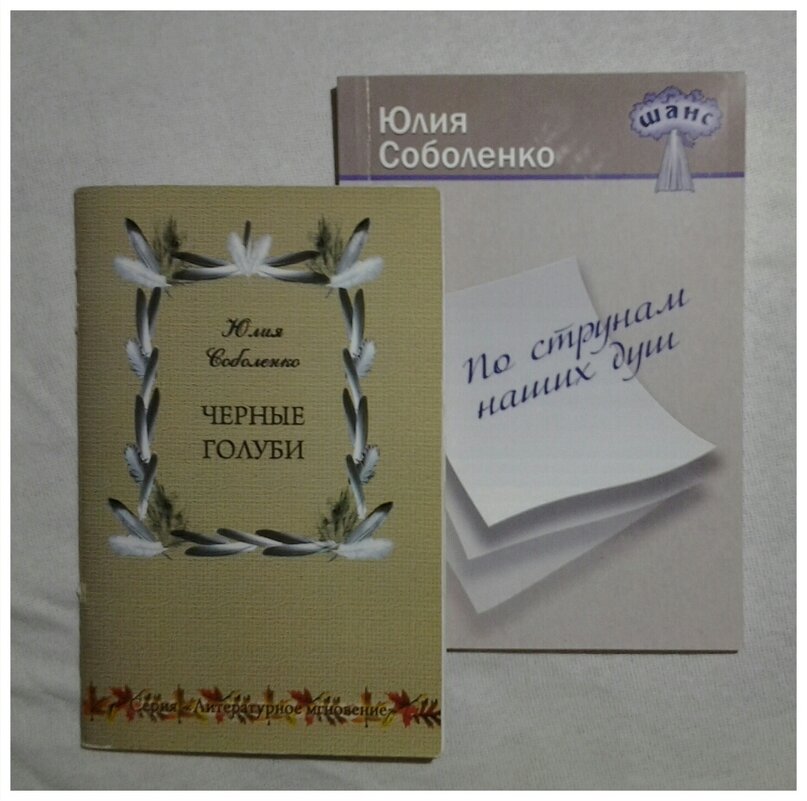 Юлия
Соболенко
ЧЕРНЫЕ
ГОЛУБИ
Серия «Литературное мгновение»
Юлия
Соболенко
шанс
По струнам
наших душ